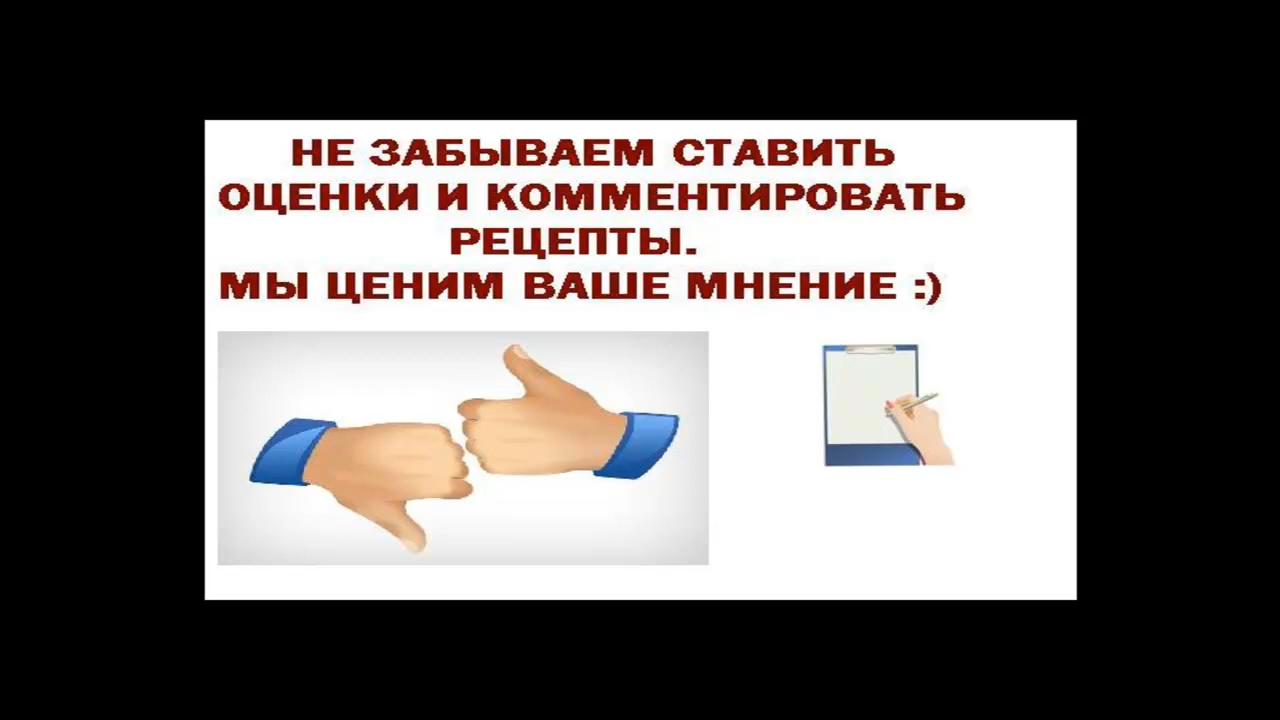 НЕ ЗАБЫВАЕМ СТАВИТЬ
ОЦЕНКИ И КОММЕНТИРОВАТЬ
РЕЦЕПТЫ.
МЫ ЦЕНИМ ВАШЕ МНЕНИЕ :)